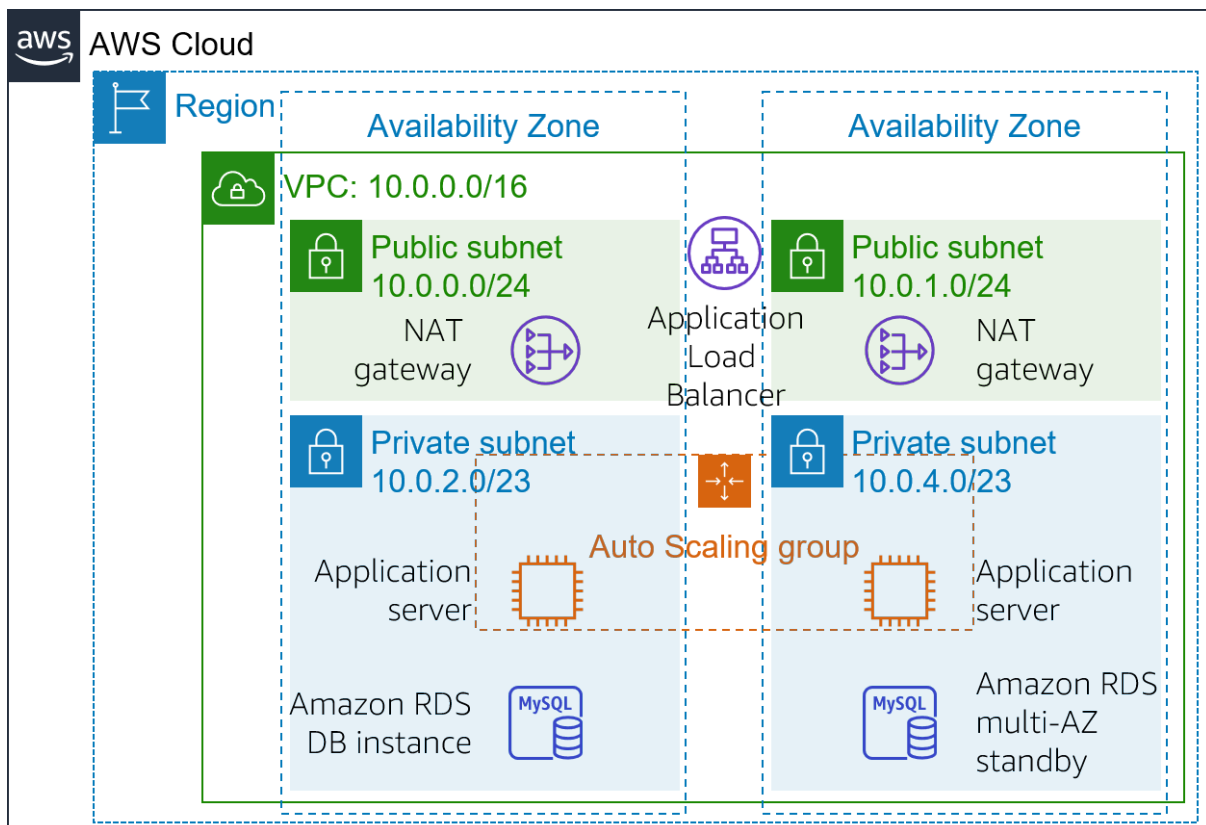 aws
AWS Cloud
Region
Availability Zone
Availability Zone
VPC: 10.0.0.0/16
Public subnet
10.0.0.0/24
NAT
gateway
Application
Load
Balancer
Public subnet
10.0.1.0/24
NAT
gateway
Private subnet
10.0.2.0/23
Private subnet
10.0.4.0/23
Auto Scaling group
Application
server
Application
server
Amazon RDS
DB instance
MySQL
MySQL
Amazon RDS
multi-AZ
standby